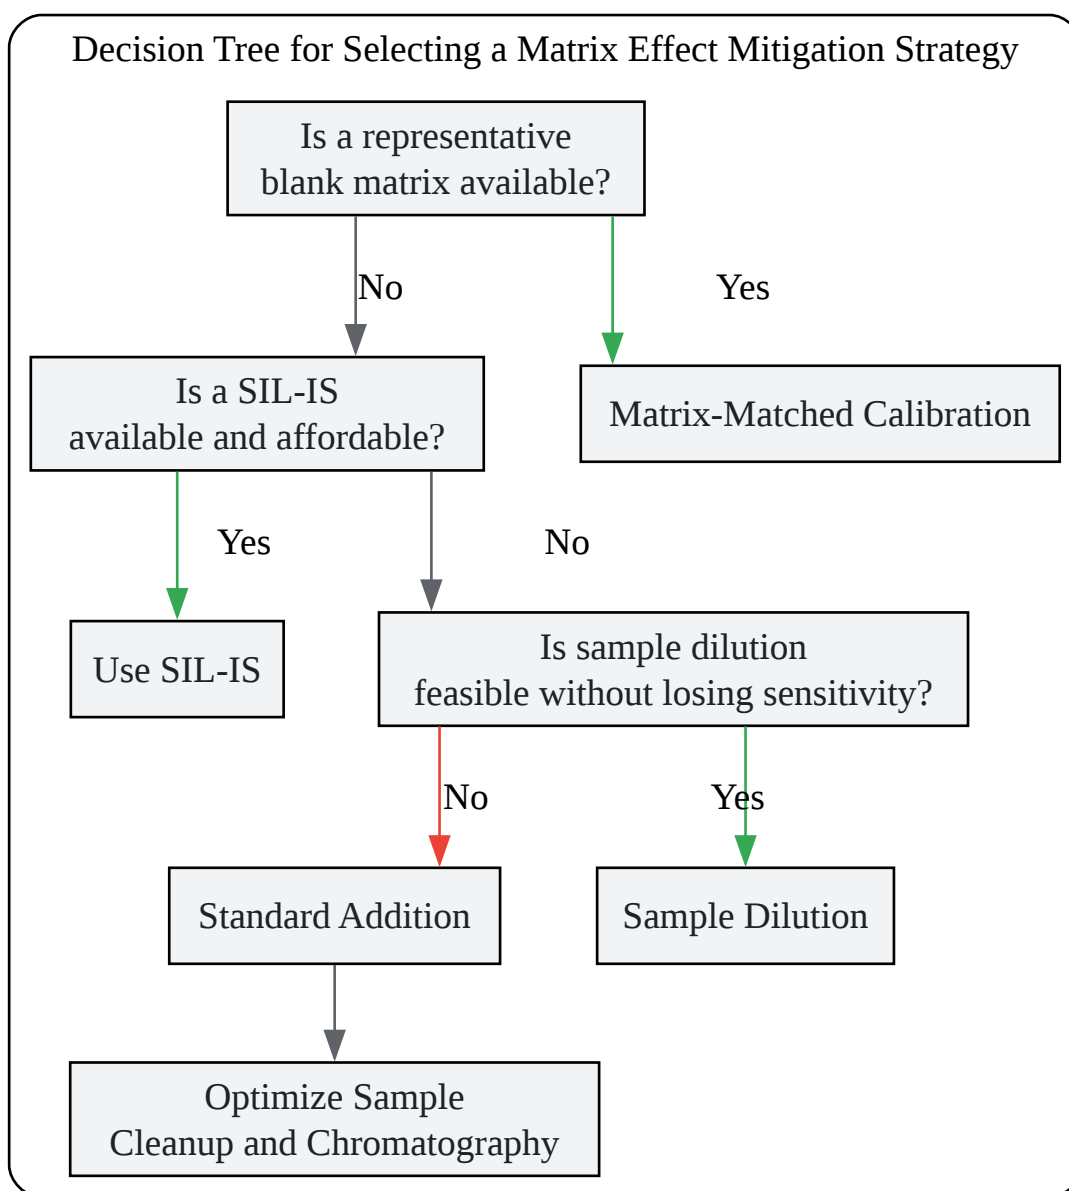 Decision Tree for Selecting a Matrix Effect Mitigation Strategy
Is a representative
blank matrix available?
No
Yes
Is a SIL-IS
available and affordable?
Matrix-Matched Calibration
Yes
No
Use SIL-IS
Is sample dilution
feasible without losing sensitivity?
No
Yes
Standard Addition
Sample Dilution
Optimize Sample
Cleanup and Chromatography